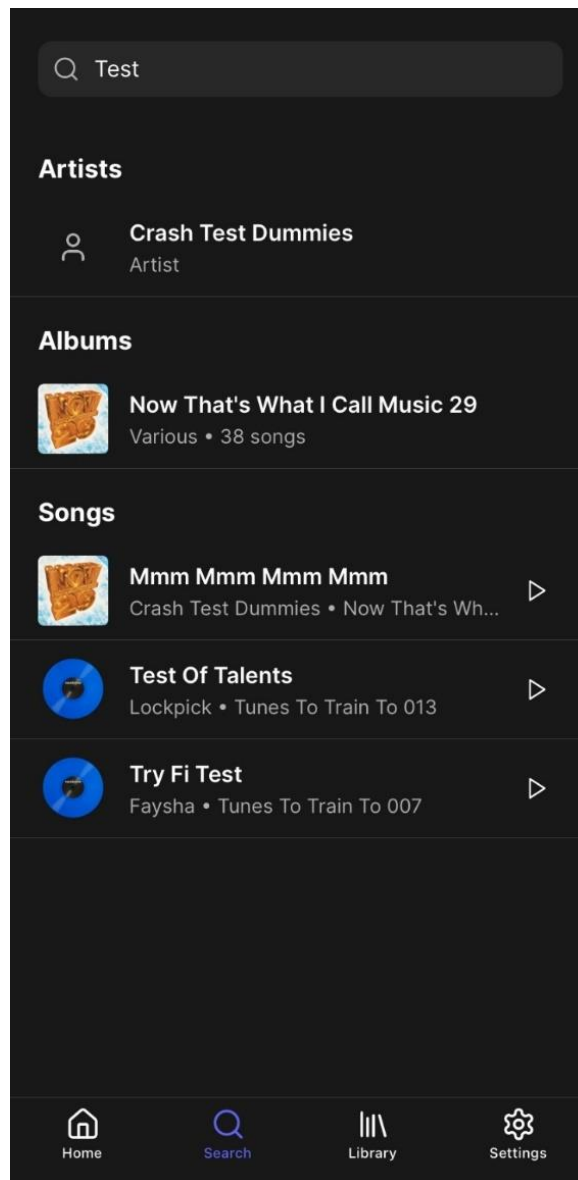 Test
Artists
Crash Test Dummies
Artist
Albums
Now That's What I Call Music 29
Various • 38 songs
Songs
Mmm Mmm Mmm Mmm
Crash Test Dummies • Now That's Wh...
Test Of Talents
Lockpick • Tunes To Train To 013
Try Fi Test
Faysha • Tunes To Train To 007
Home
Search
Library
Settings